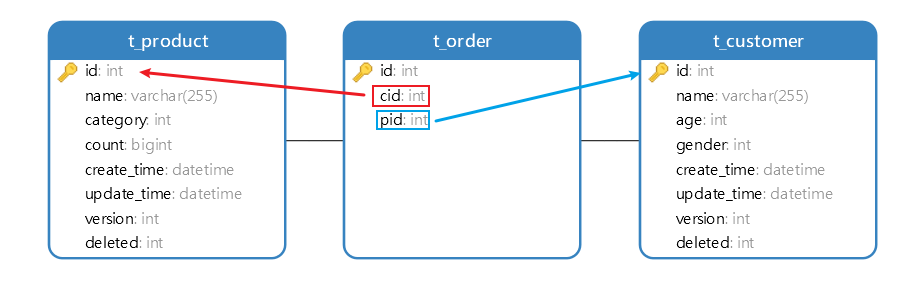 t_product
id: int
name: varchar(255)
category: int
count: bigint
create_time: datetime
update_time: datetime
version: int
deleted: int
t_order
id: int
cid: int
pid: int
t_customer
id: int
name: varchar(255)
age: int
gender: int
create_time: datetime
update_time: datetime
version: int
deleted: int